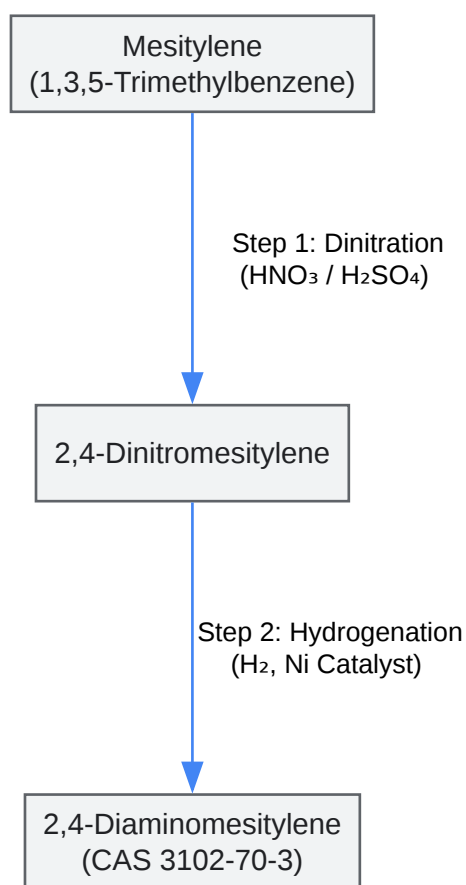 Mesitylene
(1,3,5-Trimethylbenzene)
Step 1: Dinitration
(HNO₃ / H₂SO₄)
2,4-Dinitromesitylene
Step 2: Hydrogenation
(H₂, Ni Catalyst)
2,4-Diaminomesitylene
(CAS 3102-70-3)